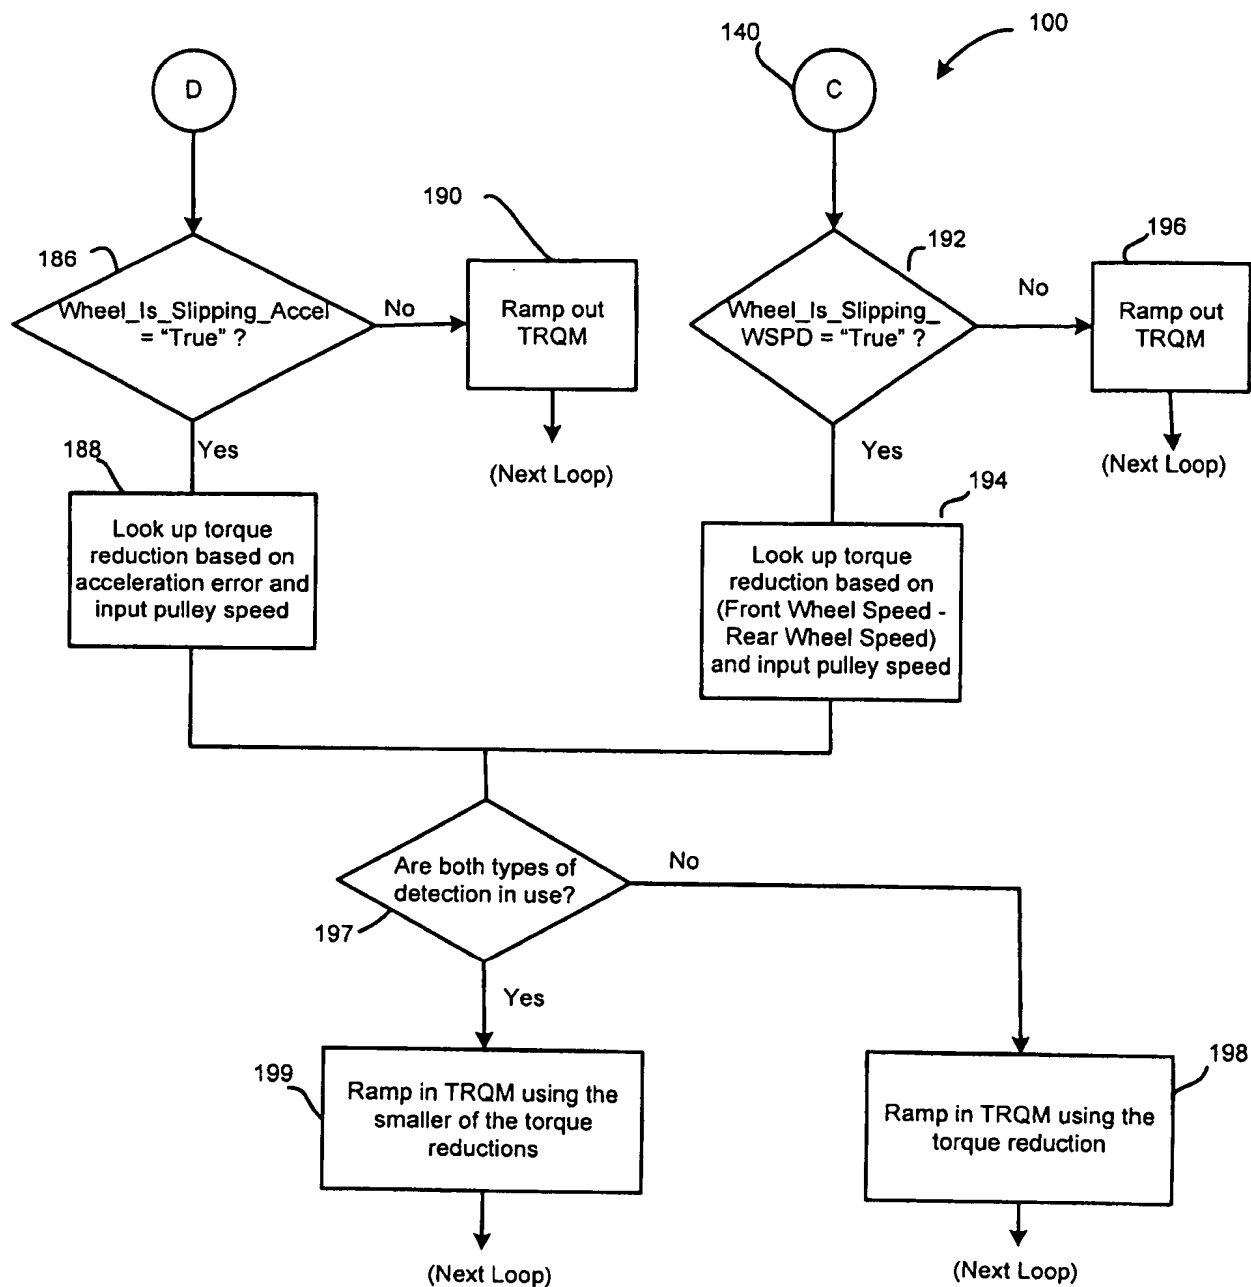 100
140
D
C
190
196
186
192
Wheel_Is_Slipping_Accel
= “True” ?
No
Ramp out
TRQM
Wheel_Is_Slipping_
WSPD = “True” ?
No
Ramp out
TRQM
Yes
(Next Loop)
Yes
(Next Loop)
188
194
Look up torque
reduction based on
acceleration error and
input pulley speed
Look up torque
reduction based on
(Front Wheel Speed -
Rear Wheel Speed)
and input pulley speed
Are both types of
detection in use?
No
197
Yes
199
198
Ramp in TRQM using the
smaller of the torque
reductions
Ramp in TRQM using the
torque reduction
(Next Loop)
(Next Loop)